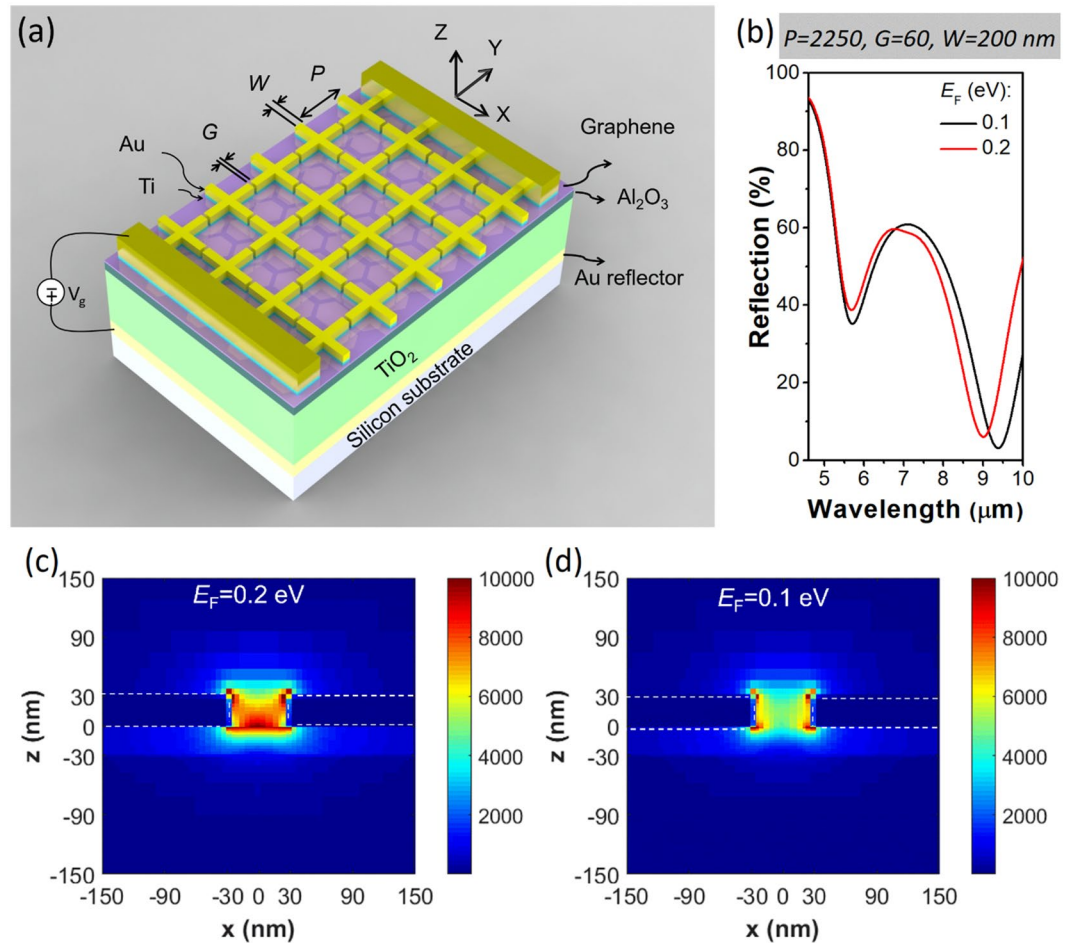 (a)
Z
Y
X
W
P
G
Au
Ti
Graphene
Al₂O₃
Au reflector
V_g
TiO₂
Silicon substrate
(b)
P=2250, G=60, W=200 nm
E_F (eV):
0.1
0.2
Reflection (%)
100
80
60
40
20
0
5 6 7 8 9 10
Wavelength (μm)
(c)
E_F=0.2 eV
z (nm)
150
90
30
0
-30
-90
-150
-150 -90 -30 0 30 90 150
x (nm)
10000
8000
6000
4000
2000
(d)
E_F=0.1 eV
z (nm)
150
90
30
0
-30
-90
-150
-150 -90 -30 0 30 90 150
x (nm)
10000
8000
6000
4000
2000